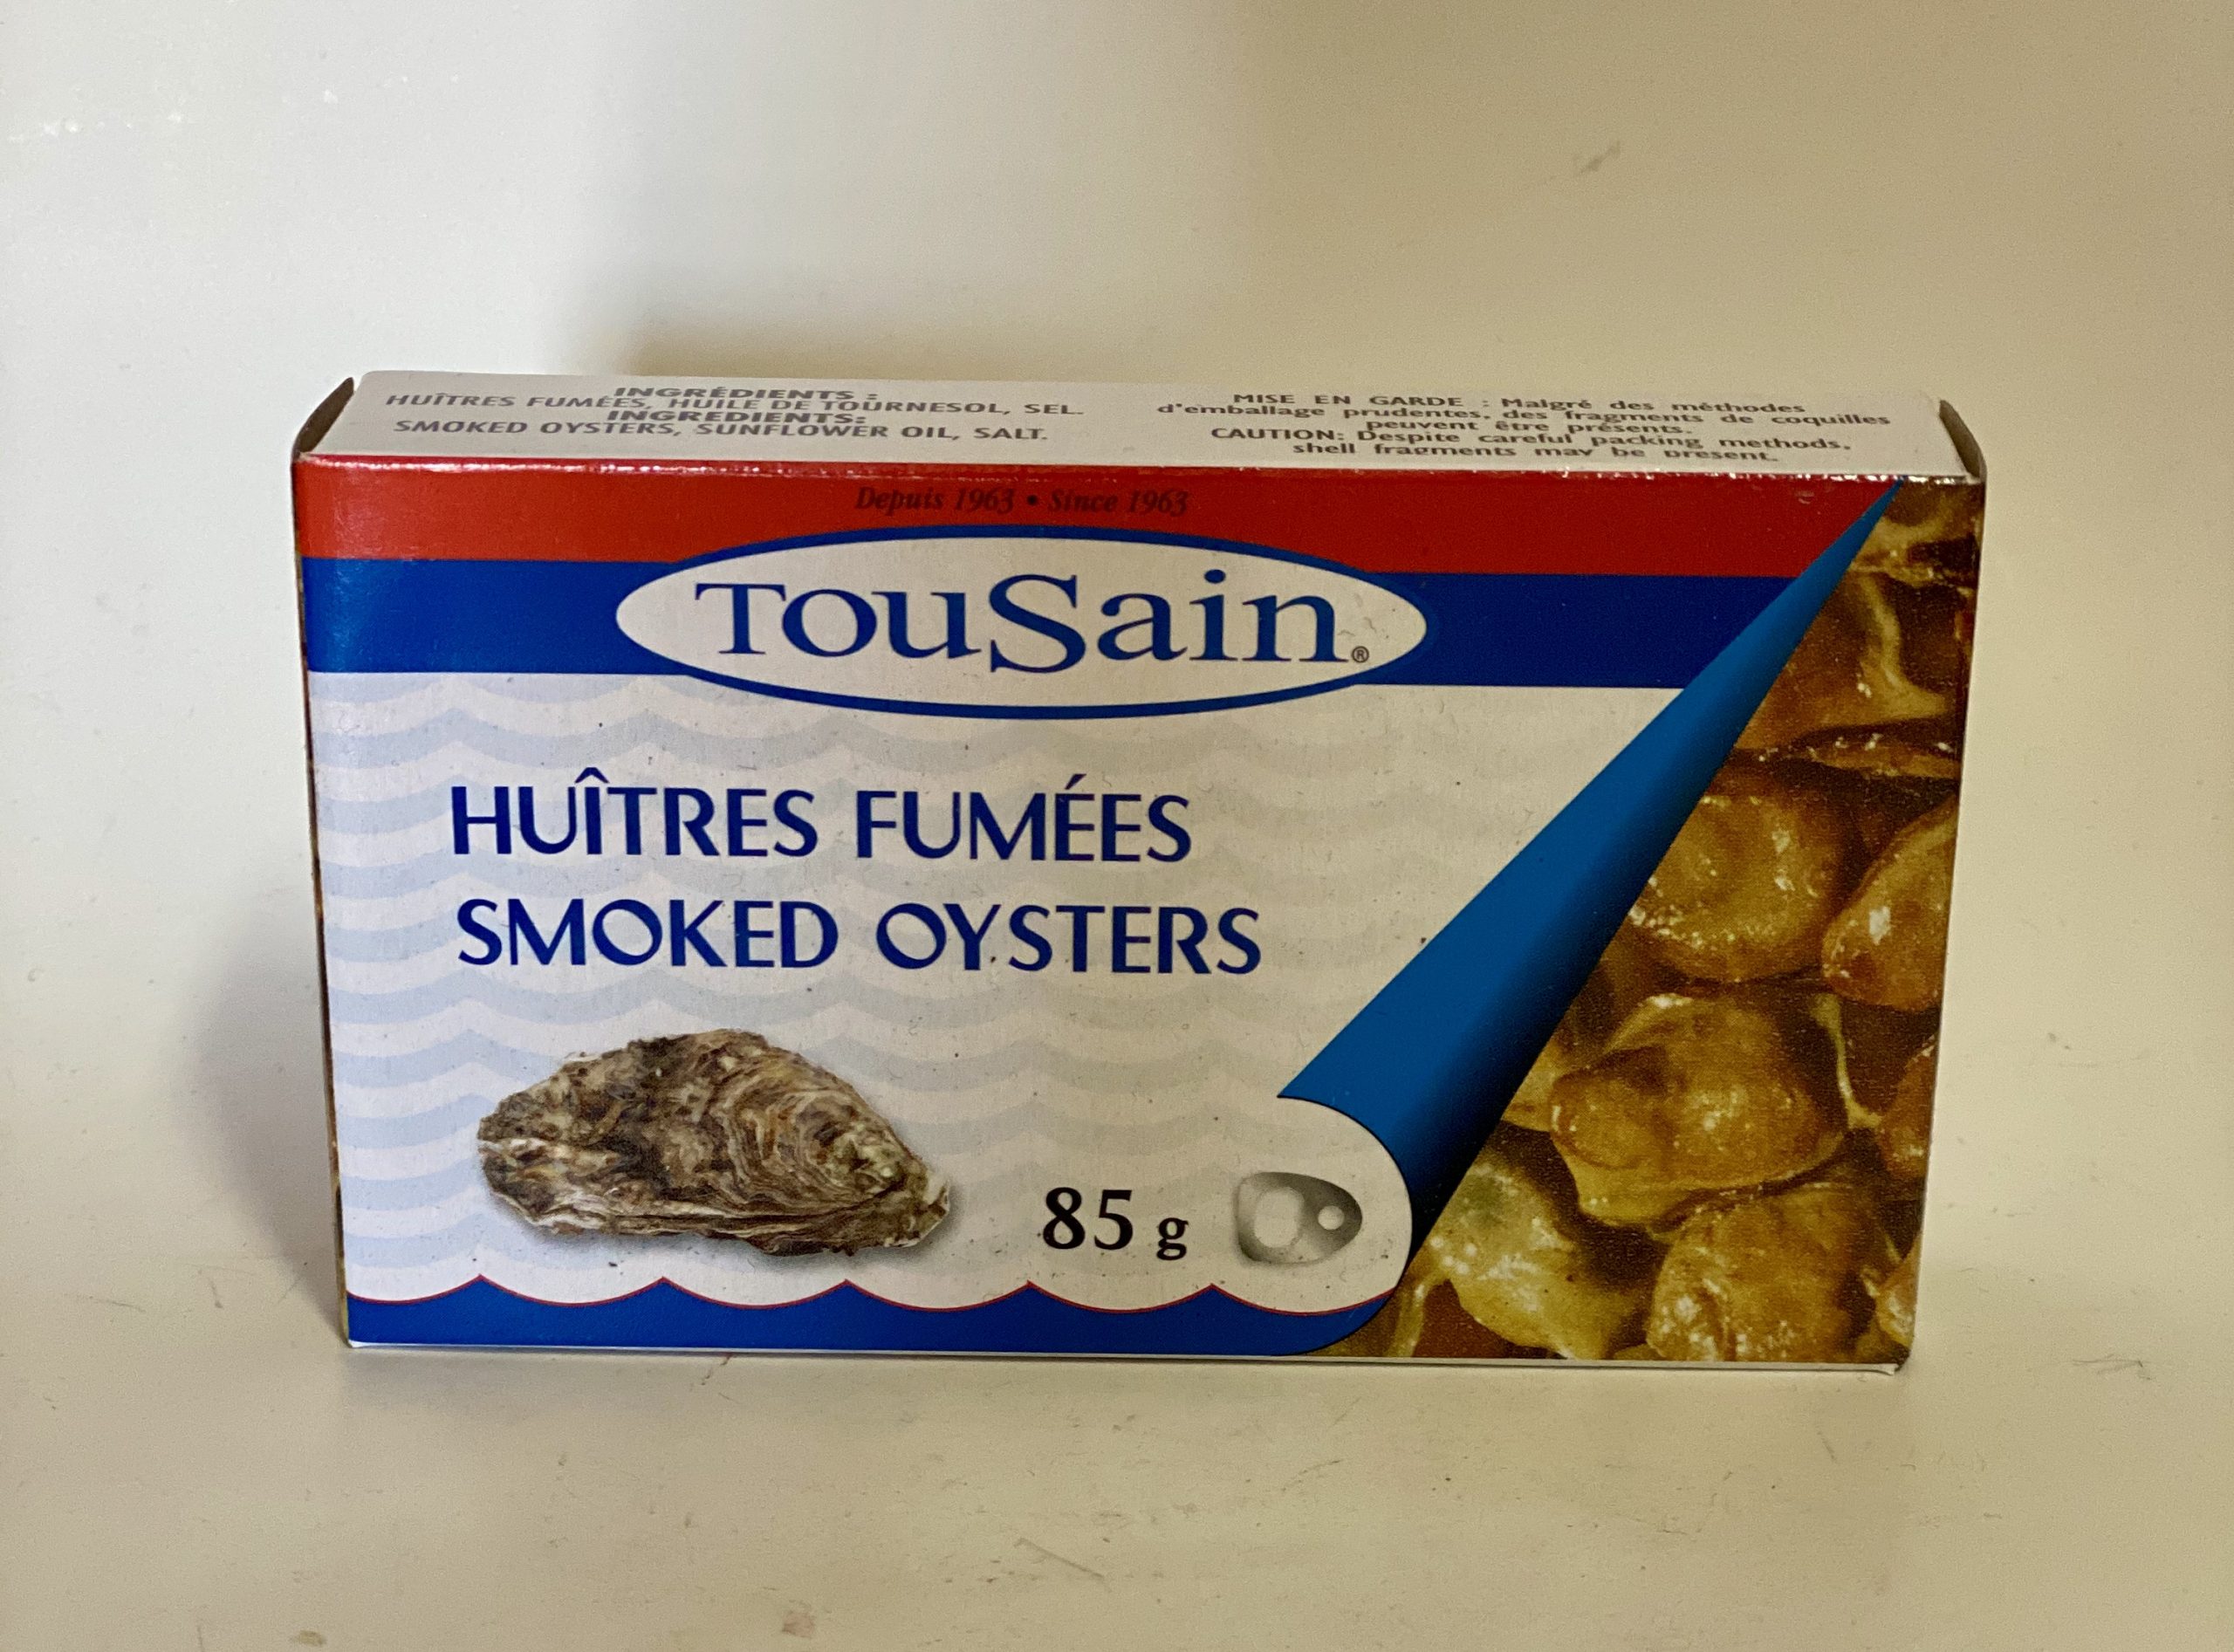 INGRÉDIENTS :
HUÎTRES FUMÉES, HUILE DE TOURNESOL, SEL.
INGREDIENTS:
SMOKED OYSTERS, SUNFLOWER OIL, SALT.
MISE EN GARDE : Malgré des méthodes
d'emballage prudentes, des fragments de coquilles
peuvent être présents.
CAUTION: Despite careful packing methods,
shell fragments may be present.
Depuis 1963 • Since 1963
TouSain®
HUÎTRES FUMÉES
SMOKED OYSTERS
85 g